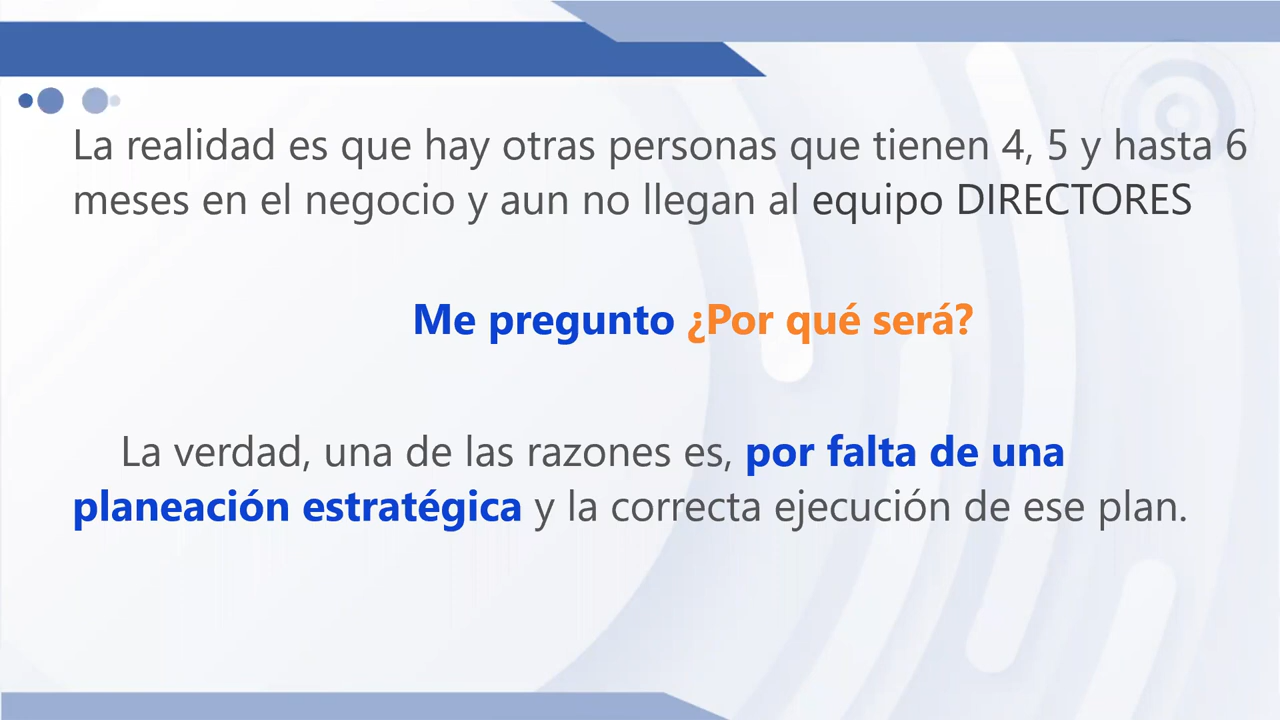 La realidad es que hay otras personas que tienen 4, 5 y hasta 6
meses en el negocio y aun no llegan al equipo DIRECTORES
Me pregunto ¿Por qué será?
La verdad, una de las razones es, por falta de una
planeación estratégica y la correcta ejecución de ese plan.